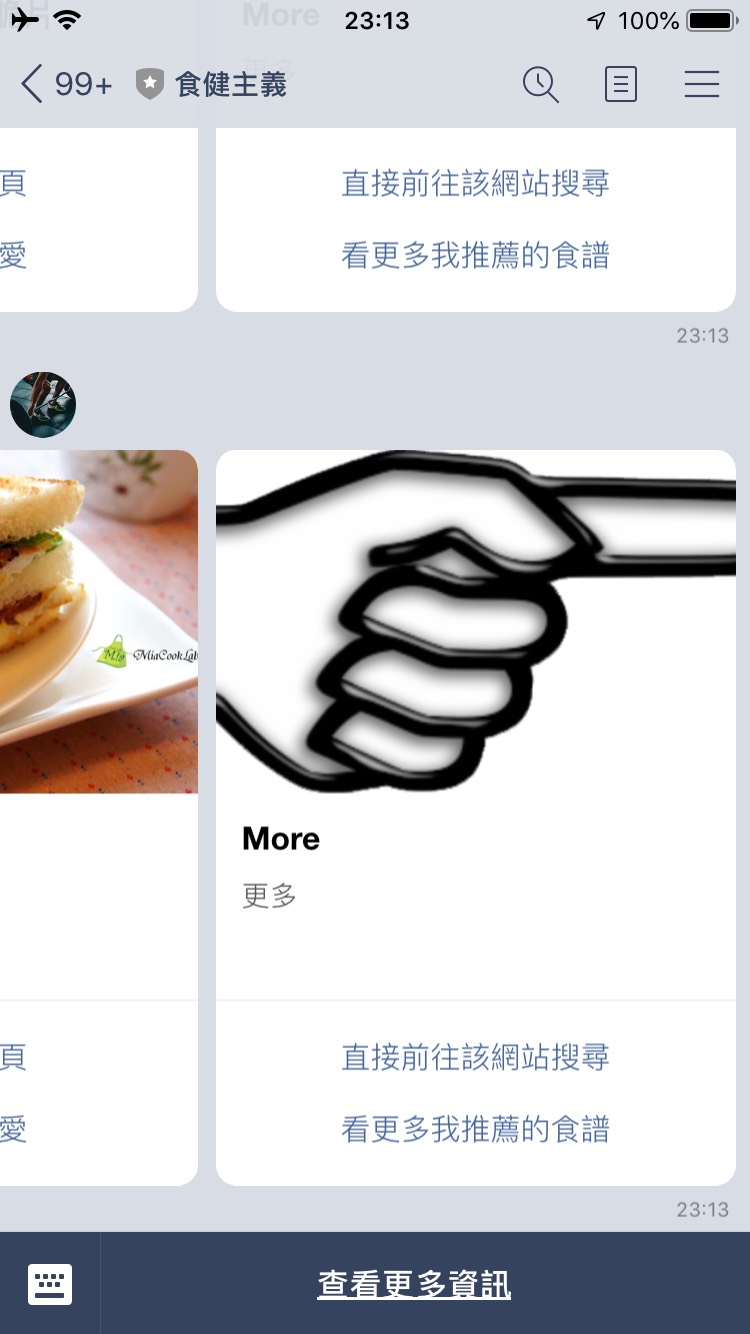 More
23:13
100%
更多
99+
食健主義
頁
直接前往該網站搜尋
愛
看更多我推薦的食譜
23:13
Mia
MiaCookLab
More
更多
頁
直接前往該網站搜尋
愛
看更多我推薦的食譜
23:13
查看更多資訊